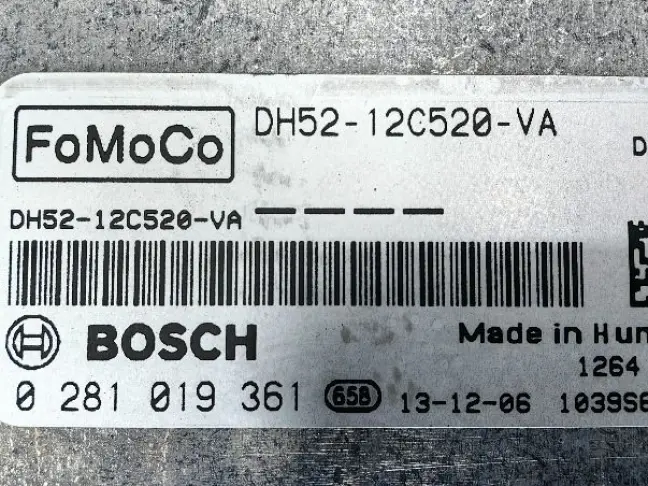 FoMoCo DH52-12C520-VA
D
DH52-12C520-VA — — — —
BOSCH Made in Hun
1264
0 281 019 361 658 13-12-06 1039S6